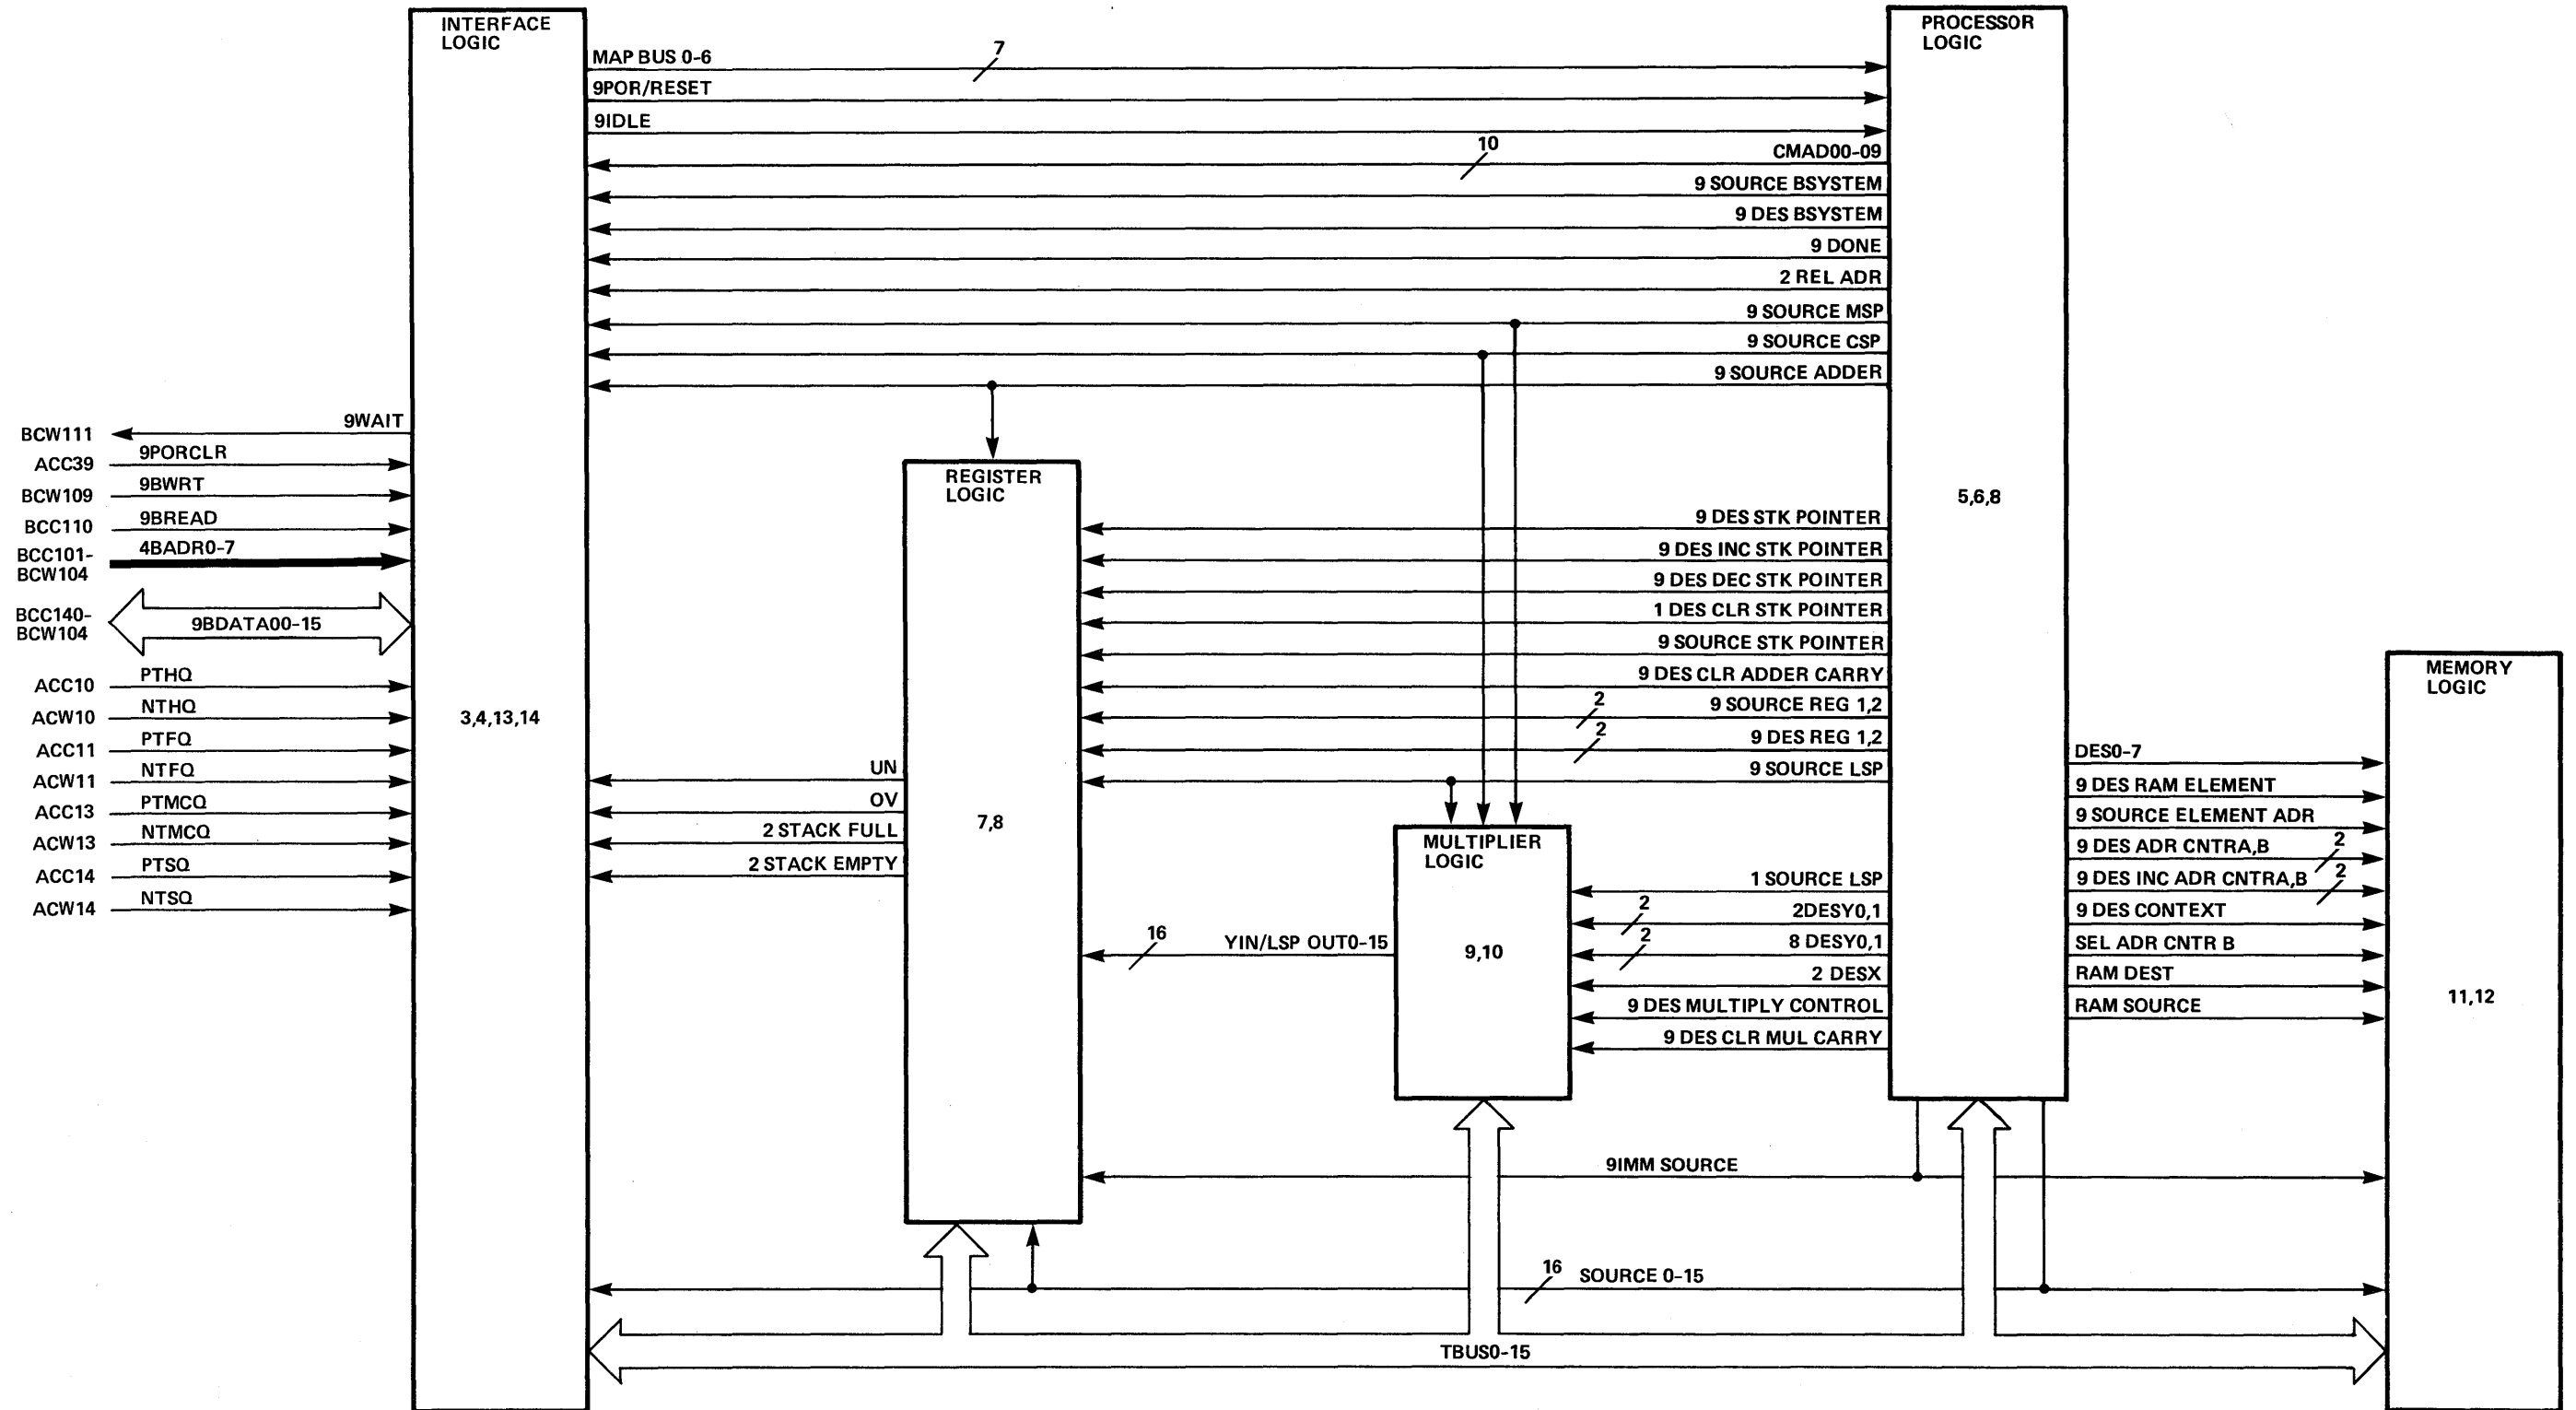 INTERFACE
LOGIC
PROCESSOR
LOGIC
MAP BUS 0-6
7
9POR/RESET
9IDLE
10
CMAD00-09
9 SOURCE BSYSTEM
9 DES BSYSTEM
9 DONE
2 REL ADR
9 SOURCE MSP
9 SOURCE CSP
9 SOURCE ADDER
BCW111
9WAIT
ACC39
9PORCLR
BCW109
9BWRT
BCC110
9BREAD
BCC101-
BCW104
4BADR0-7
BCC140-
BCW104
9BDATA00-15
ACC10
PTHQ
ACW10
NTHQ
ACC11
PTFQ
ACW11
NTFQ
ACC13
PTMCQ
ACW13
NTMCQ
ACC14
PTSQ
ACW14
NTSQ
3,4,13,14
REGISTER
LOGIC
7,8
UN
OV
2 STACK FULL
2 STACK EMPTY
5,6,8
9 DES STK POINTER
9 DES INC STK POINTER
9 DES DEC STK POINTER
1 DES CLR STK POINTER
9 SOURCE STK POINTER
9 DES CLR ADDER CARRY
2
9 SOURCE REG 1,2
2
9 DES REG 1,2
9 SOURCE LSP
MULTIPLIER
LOGIC
9,10
16
YIN/LSP OUT0-15
1 SOURCE LSP
2
2DESY0,1
2
8 DESY0,1
2 DESX
9 DES MULTIPLY CONTROL
9 DES CLR MUL CARRY
MEMORY
LOGIC
11,12
DES0-7
9 DES RAM ELEMENT
9 SOURCE ELEMENT ADR
9 DES ADR CNTRA,B
2
9 DES INC ADR CNTRA,B
2
9 DES CONTEXT
SEL ADR CNTR B
RAM DEST
RAM SOURCE
9IMM SOURCE
16
SOURCE 0-15
TBUS0-15